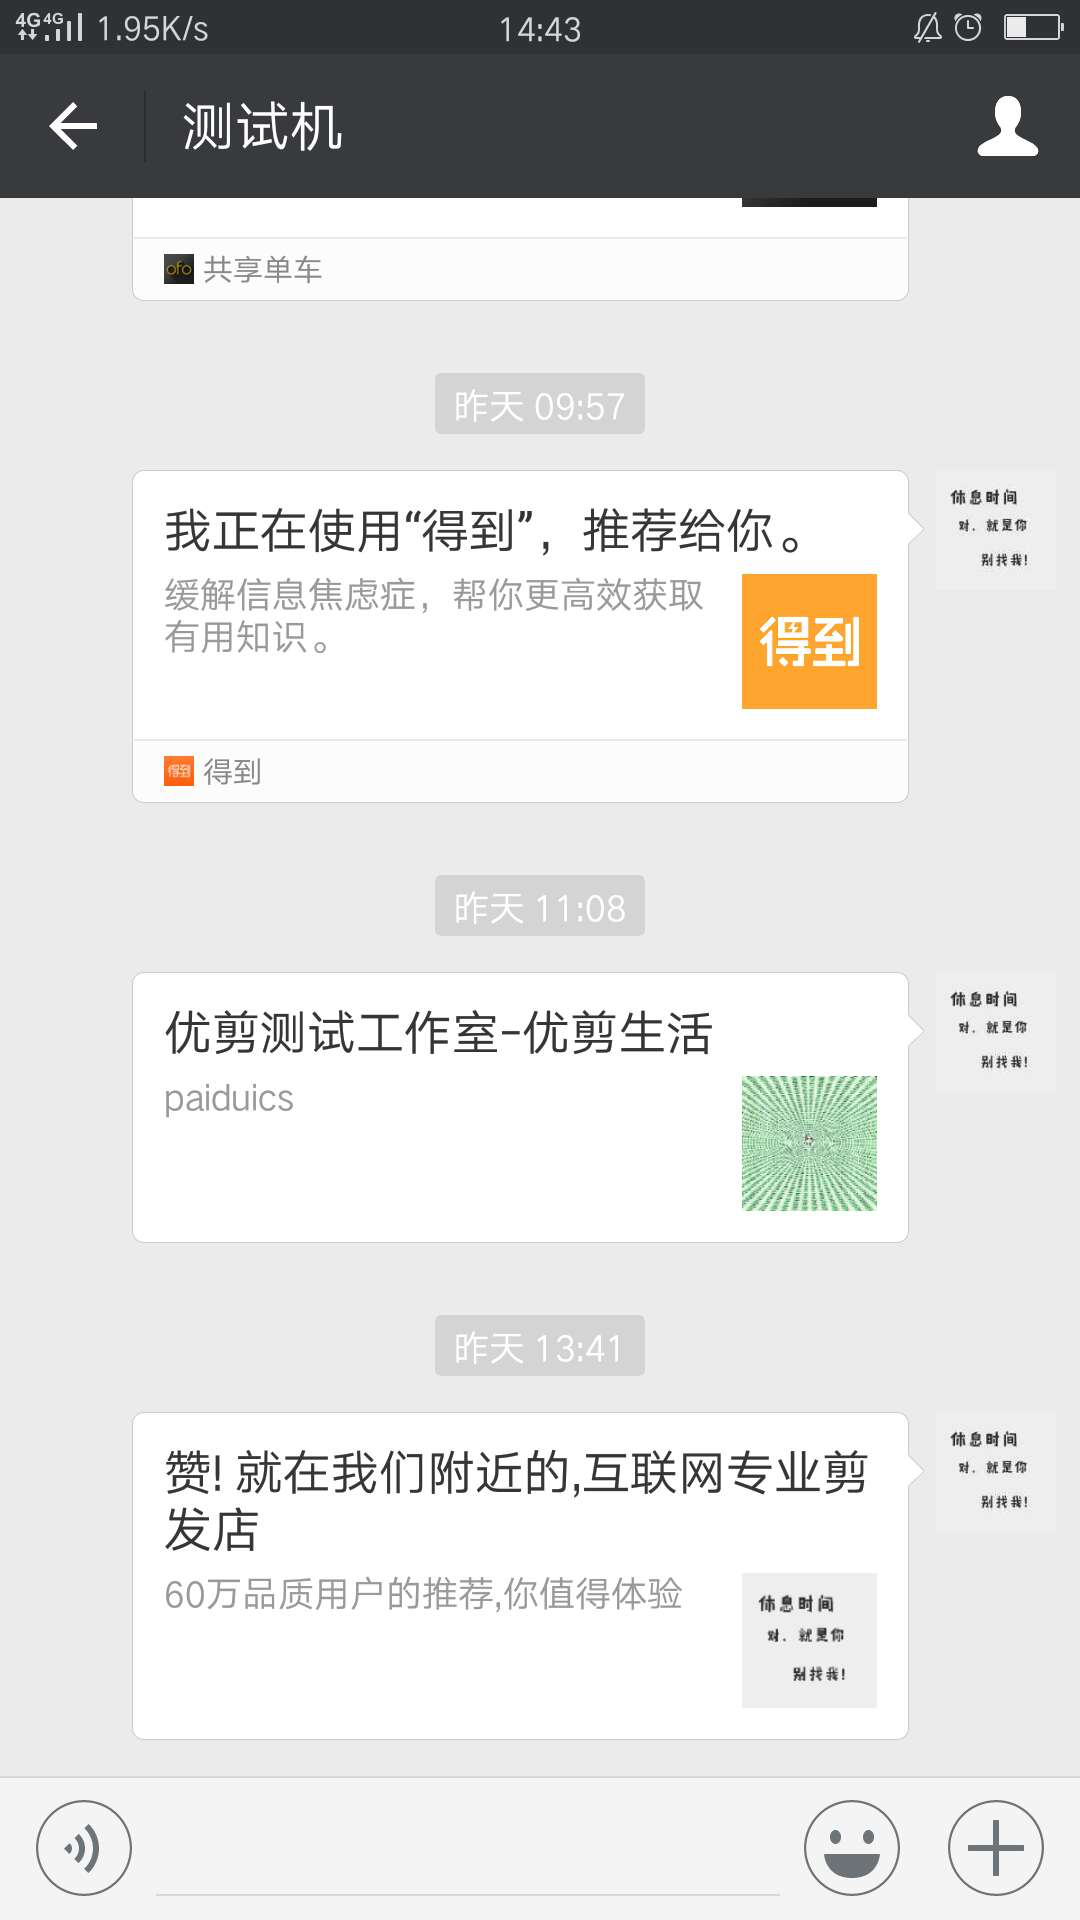 4G 4G 1.95K/s 14:43
测试机
ofo 共享单车
昨天 09:57
我正在使用“得到”，推荐给你。
缓解信息焦虑症，帮你更高效获取
有用知识。
得到
得到 得到
休息时间
对．就是你
别找我!
昨天 11:08
优剪测试工作室-优剪生活
paiduics
休息时间
对．就是你
别找我!
昨天 13:41
赞! 就在我们附近的,互联网专业剪
发店
60万品质用户的推荐,你值得体验
休息时间
对．就是你
别找我!
休息时间
对．就是你
别找我!